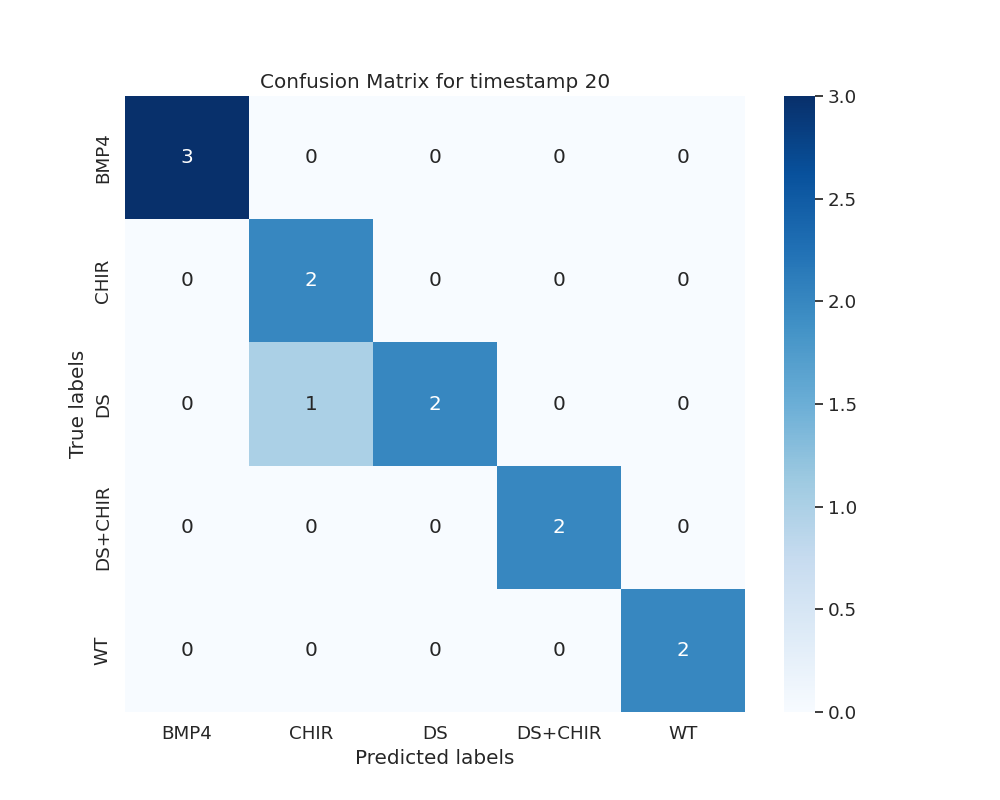 Confusion Matrix for timestamp 20
True labels
BMP4
3 0 0 0 0
CHIR
0 2 0 0 0
DS
0 1 2 0 0
DS+CHIR
0 0 0 2 0
WT
0 0 0 0 2
BMP4 CHIR DS DS+CHIR WT
Predicted labels
3.0
2.5
2.0
1.5
1.0
0.5
0.0